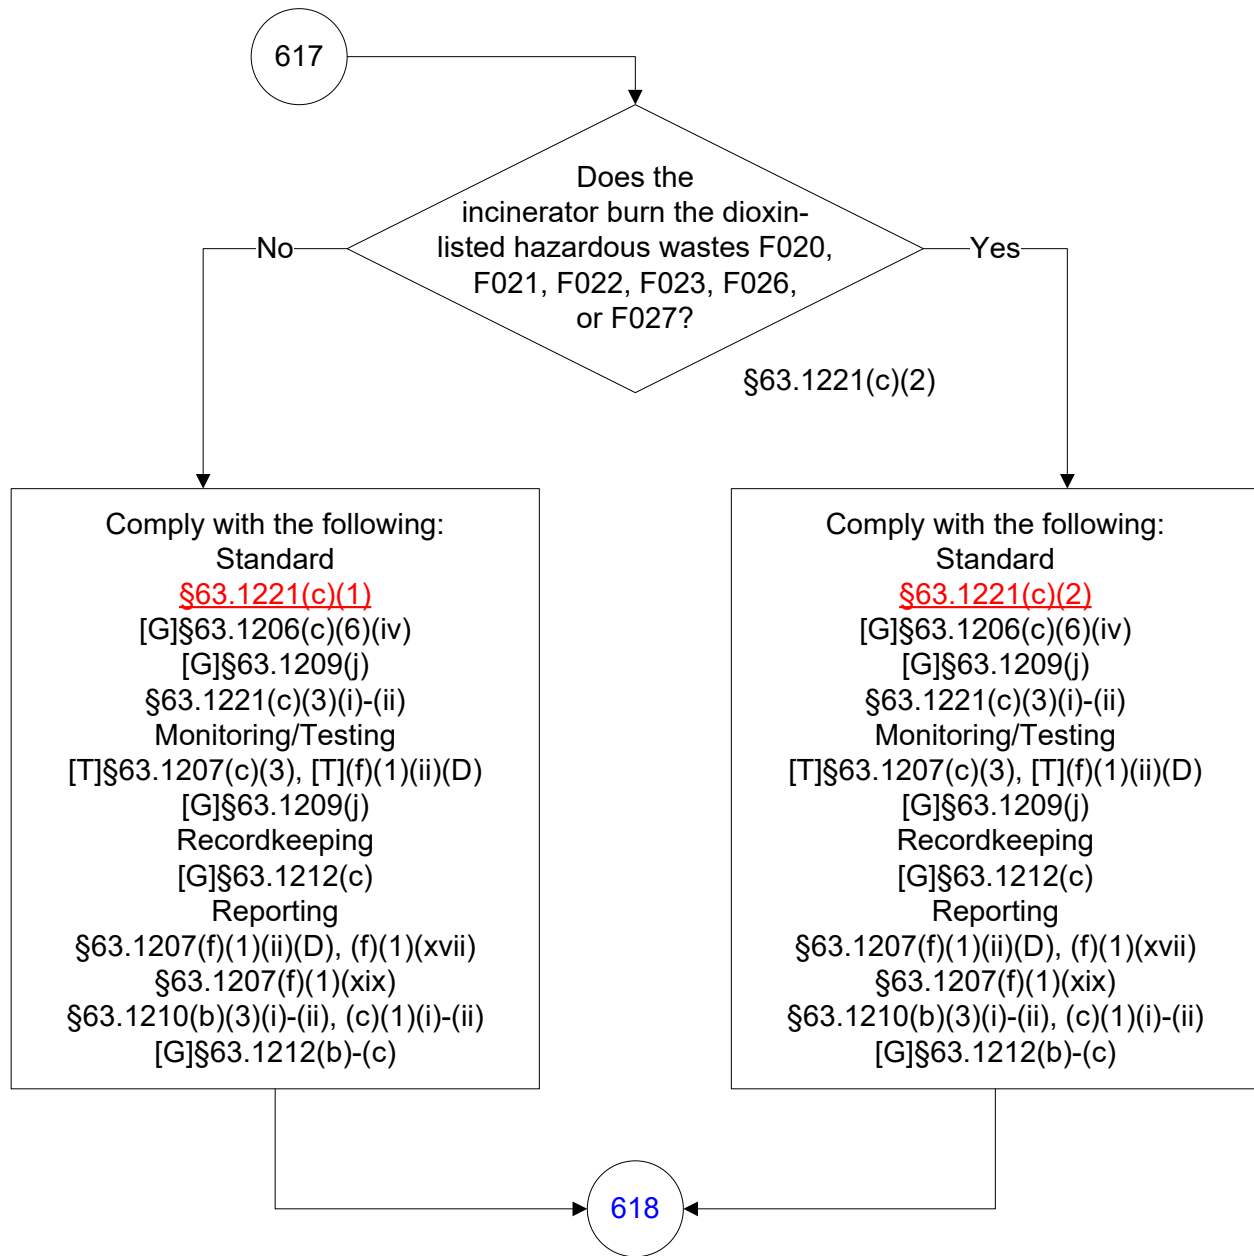 617
Does the
incinerator burn the dioxin-
listed hazardous wastes F020,
F021, F022, F023, F026,
or F027?
No
Yes
§63.1221(c)(2)
Comply with the following:
Standard
§63.1221(c)(1)
[G]§63.1206(c)(6)(iv)
[G]§63.1209(j)
§63.1221(c)(3)(i)-(ii)
Monitoring/Testing
[T]§63.1207(c)(3), [T](f)(1)(ii)(D)
[G]§63.1209(j)
Recordkeeping
[G]§63.1212(c)
Reporting
§63.1207(f)(1)(ii)(D), (f)(1)(xvii)
§63.1207(f)(1)(xix)
§63.1210(b)(3)(i)-(ii), (c)(1)(i)-(ii)
[G]§63.1212(b)-(c)
Comply with the following:
Standard
§63.1221(c)(2)
[G]§63.1206(c)(6)(iv)
[G]§63.1209(j)
§63.1221(c)(3)(i)-(ii)
Monitoring/Testing
[T]§63.1207(c)(3), [T](f)(1)(ii)(D)
[G]§63.1209(j)
Recordkeeping
[G]§63.1212(c)
Reporting
§63.1207(f)(1)(ii)(D), (f)(1)(xvii)
§63.1207(f)(1)(xix)
§63.1210(b)(3)(i)-(ii), (c)(1)(i)-(ii)
[G]§63.1212(b)-(c)
618